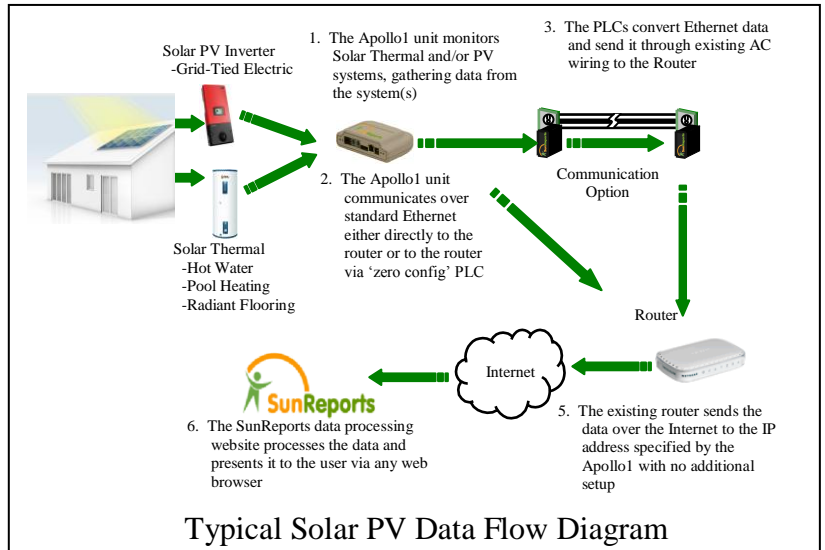 Solar PV Inverter
-Grid-Tied Electric
1. The Apollo1 unit monitors
Solar Thermal and/or PV
systems, gathering data from
the system(s)
3. The PLCs convert Ethernet data
and send it through existing AC
wiring to the Router
Communication
Option
2. The Apollo1 unit
communicates over
standard Ethernet
either directly to the
router or to the router
via ‘zero config’ PLC
Solar Thermal
-Hot Water
-Pool Heating
-Radiant Flooring
Router
Internet
SunReports
6. The SunReports data processing
website processes the data and
presents it to the user via any web
browser
5. The existing router sends the
data over the Internet to the IP
address specified by the
Apollo1 with no additional
setup
Typical Solar PV Data Flow Diagram